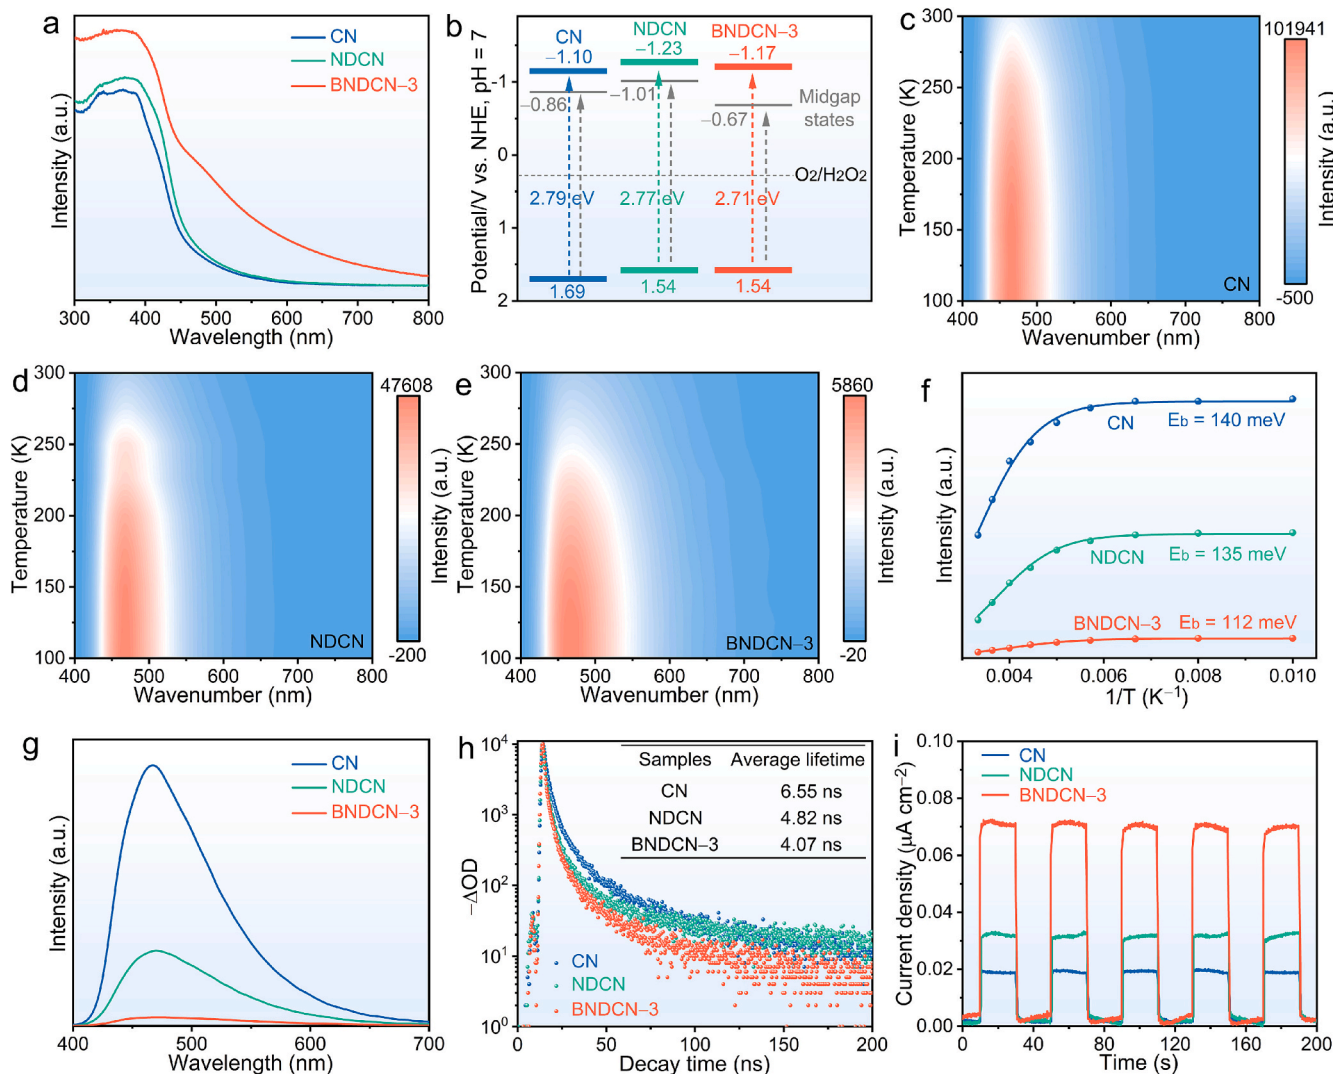 a
CN
NDCN
BNDCN–3
Intensity (a.u.)
300 400 500 600 700 800
Wavelength (nm)
b
Potential/V vs. NHE, pH = 7
-1
0
1
2
CN
–1.10
NDCN
–1.23
BNDCN–3
–1.17
–0.86
–1.01
–0.67
Midgap
states
O2/H2O2
2.79 eV
2.77 eV
2.71 eV
1.69
1.54
1.54
c
Temperature (K)
300
250
200
150
100
400 500 600 700 800
Wavenumber (nm)
CN
101941
-500
Intensity (a.u.)
d
Temperature (K)
300
250
200
150
100
400 500 600 700 800
Wavenumber (nm)
NDCN
47608
-200
Intensity (a.u.)
e
Temperature (K)
300
250
200
150
100
400 500 600 700 800
Wavenumber (nm)
BNDCN–3
5860
-20
Intensity (a.u.)
f
Intensity (a.u.)
CN Eb = 140 meV
NDCN Eb = 135 meV
BNDCN–3 Eb = 112 meV
0.004 0.006 0.008 0.010
1/T (K−1)
g
CN
NDCN
BNDCN–3
Intensity (a.u.)
400 500 600 700
Wavelength (nm)
h
–ΔOD
10⁴
10³
10²
10¹
10⁰
Samples Average lifetime
CN 6.55 ns
NDCN 4.82 ns
BNDCN–3 4.07 ns
CN
NDCN
BNDCN–3
0 50 100 150 200
Decay time (ns)
i
CN
NDCN
BNDCN–3
Current density (μA cm−2)
0.10
0.08
0.06
0.04
0.02
0.00
0 40 80 120 160 200
Time (s)